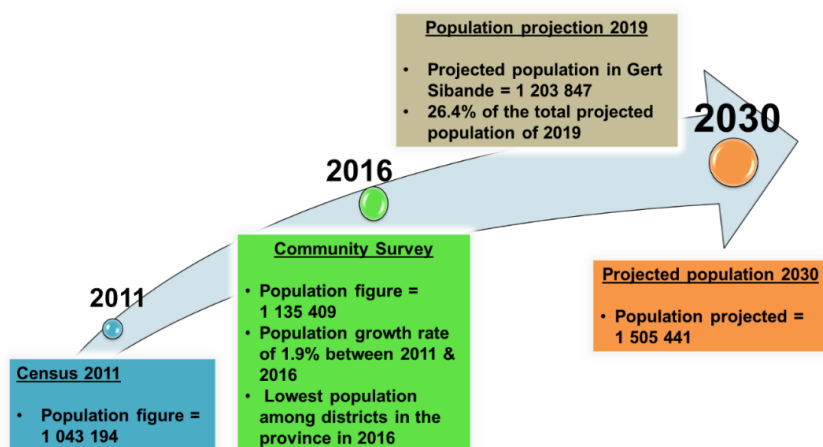 Population projection 2019
• Projected population in Gert
Sibande = 1 203 847
• 26.4% of the total projected
population of 2019
2030
2016
Community Survey
• Population figure =
1 135 409
• Population growth rate
of 1.9% between 2011 &
2016
• Lowest population
among districts in the
province in 2016
Projected population 2030
• Population projected =
1 505 441
2011
Census 2011
• Population figure =
1 043 194